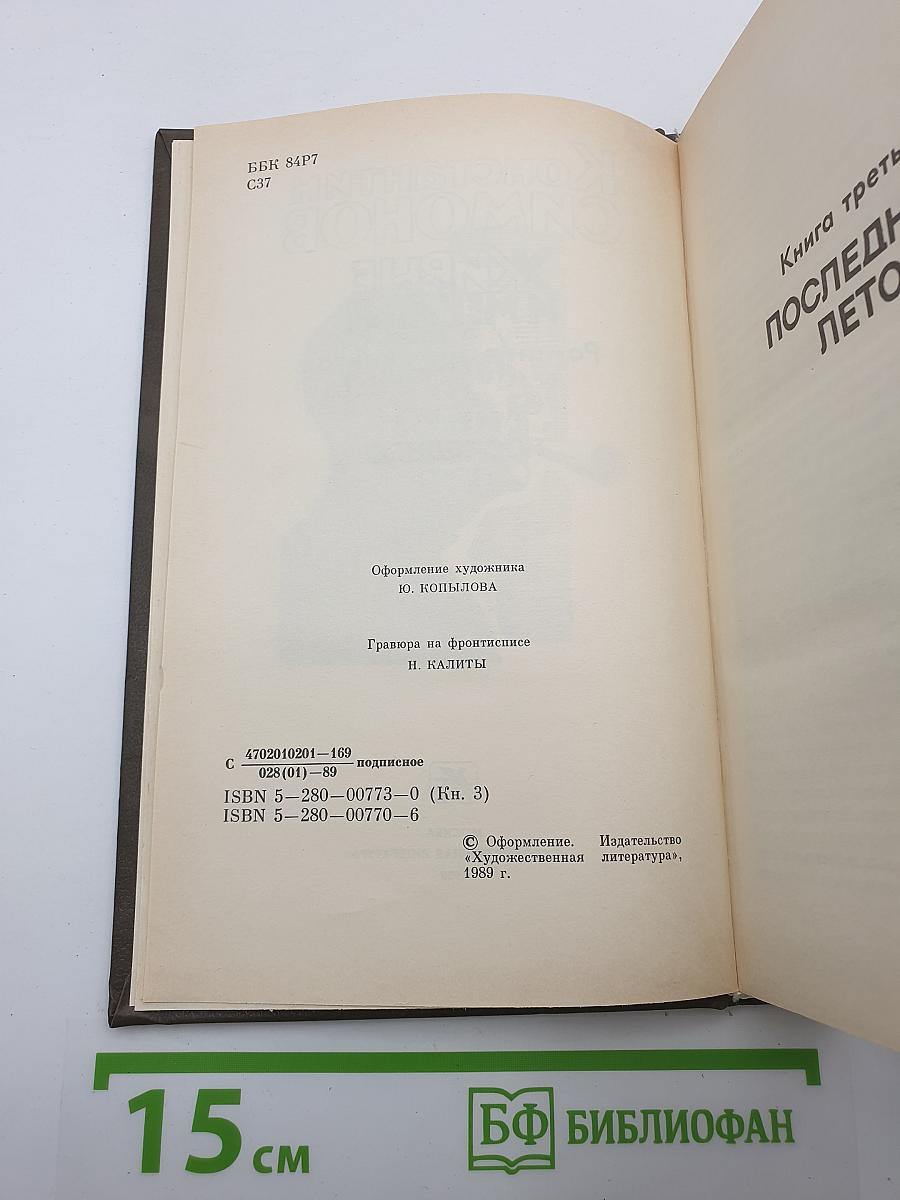 ББК 84Р7
С37
Оформление художника
Ю. КОПЫЛОВА
Гравюра на фронтисписе
Н. КАЛИТЫ
С 4702010201—169 подписное
028(01)—89
ISBN 5—280—00773—0 (Кн. 3)
ISBN 5—280—00770—6
© Оформление. Издательство
«Художественная литература»,
1989 г.
Книга
ЛЕТО
15 см
БФ БИБЛИОФАН